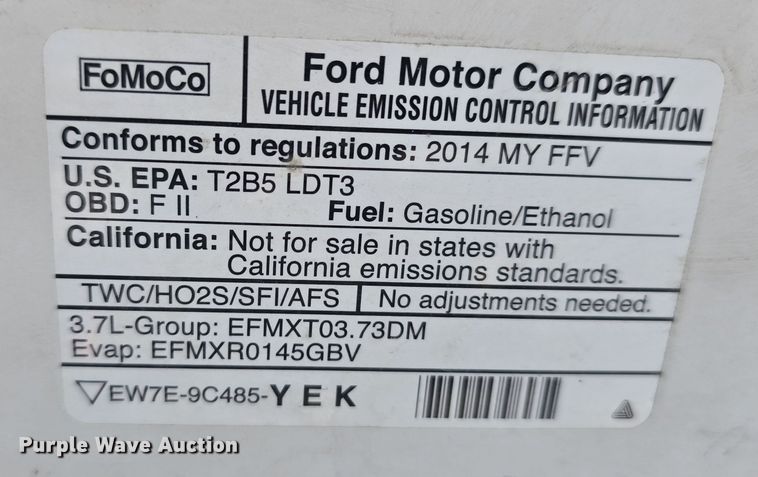 FoMoCo
Ford Motor Company
VEHICLE EMISSION CONTROL INFORMATION
Conforms to regulations: 2014 MY FFV
U.S. EPA: T2B5 LDT3
OBD: F II Fuel: Gasoline/Ethanol
California: Not for sale in states with
California emissions standards.
TWC/HO2S/SFI/AFS No adjustments needed.
3.7L-Group: EFMXT03.73DM
Evap: EFMXR0145GBV
EW7E-9C485-Y E K
Purple Wave Auction